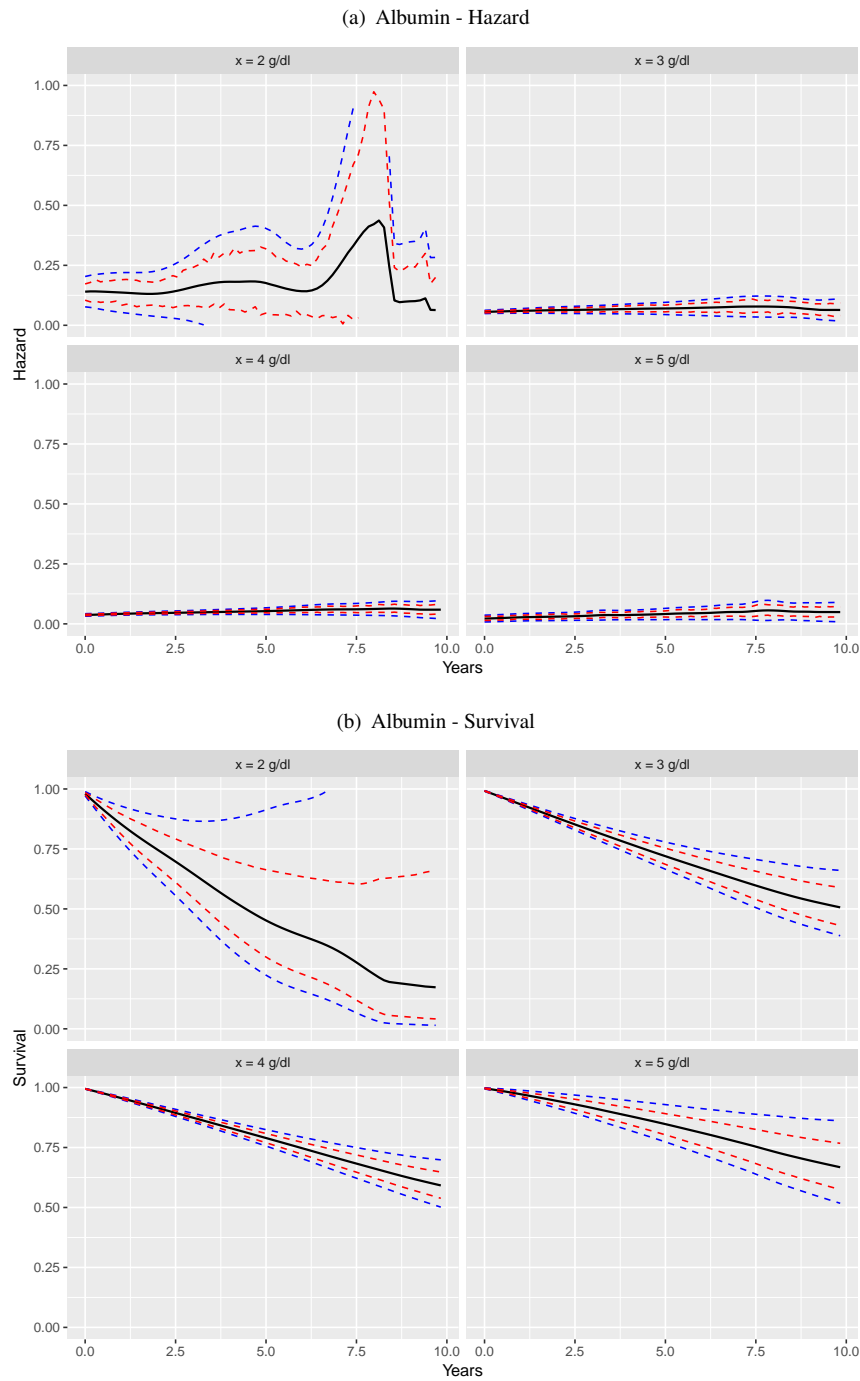 (a) Albumin - Hazard
x = 2 g/dl
x = 3 g/dl
1.00
0.75
0.50
0.25
0.00
x = 4 g/dl
x = 5 g/dl
1.00
0.75
0.50
0.25
0.00
Hazard
0.0 2.5 5.0 7.5 10.0 0.0 2.5 5.0 7.5 10.0
Years
(b) Albumin - Survival
x = 2 g/dl
x = 3 g/dl
1.00
0.75
0.50
0.25
0.00
x = 4 g/dl
x = 5 g/dl
1.00
0.75
0.50
0.25
0.00
Survival
0.0 2.5 5.0 7.5 10.0 0.0 2.5 5.0 7.5 10.0
Years